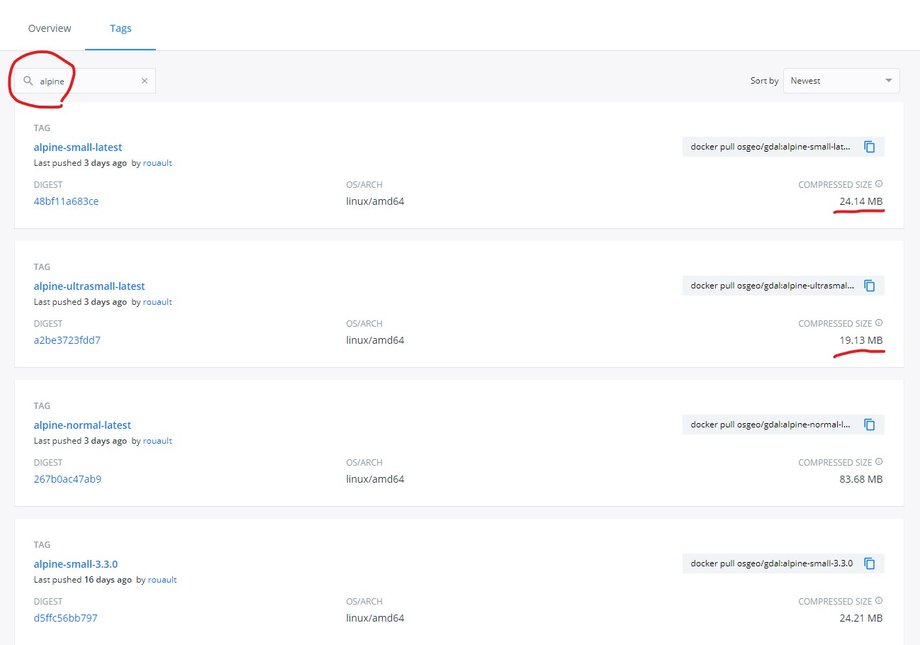 Overview Tags
alpine
Sort by Newest
TAG
alpine-small-latest
docker pull osgeo/gdal:alpine-small-lat...
Last pushed 3 days ago by rouault
DIGEST OS/ARCH COMPRESSED SIZE
48bf11a683ce linux/amd64 24.14 MB
TAG
alpine-ultrasmall-latest
docker pull osgeo/gdal:alpine-ultrasmal...
Last pushed 3 days ago by rouault
DIGEST OS/ARCH COMPRESSED SIZE
a2be3723fdd7 linux/amd64 19.13 MB
TAG
alpine-normal-latest
docker pull osgeo/gdal:alpine-normal-l...
Last pushed 3 days ago by rouault
DIGEST OS/ARCH COMPRESSED SIZE
267b0ac47ab9 linux/amd64 83.68 MB
TAG
alpine-small-3.3.0
docker pull osgeo/gdal:alpine-small-3.3.0
Last pushed 16 days ago by rouault
DIGEST OS/ARCH COMPRESSED SIZE
d5ffc56bb797 linux/amd64 24.21 MB